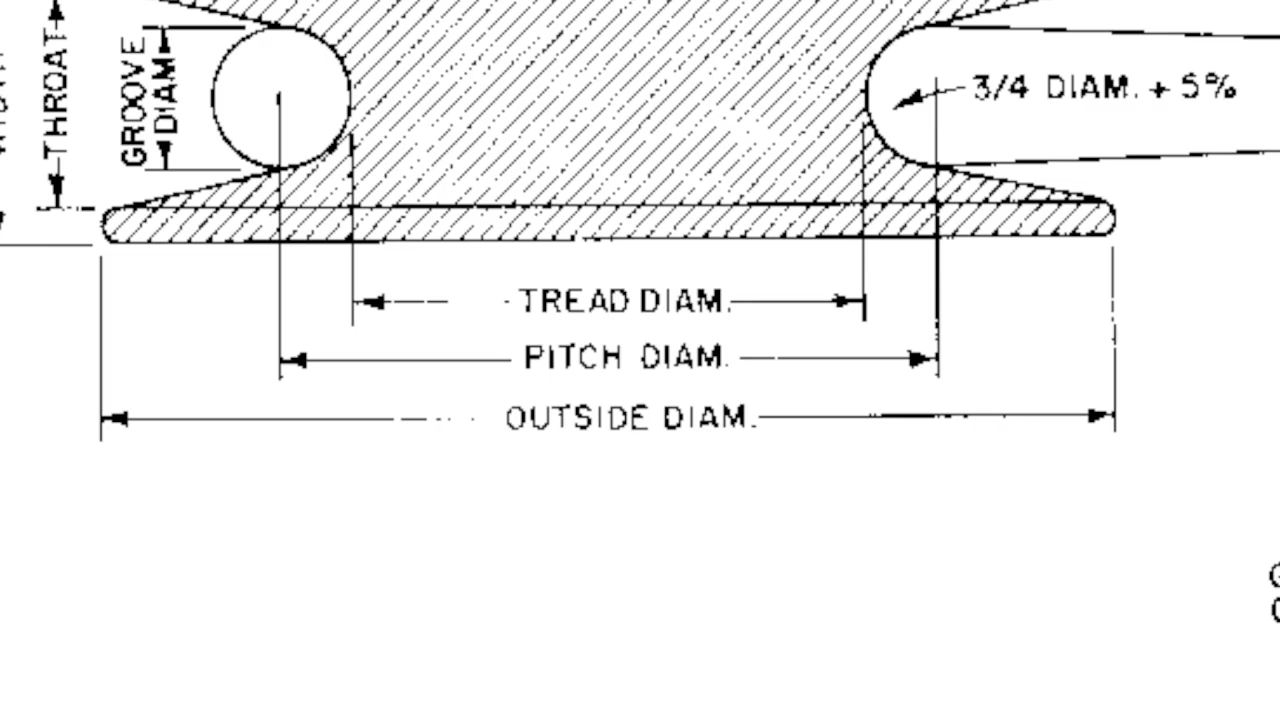 THROAT
GROOVE
DIAM.
3/4 DIAM. + 5%
TREAD DIAM.
PITCH DIAM.
OUTSIDE DIAM.